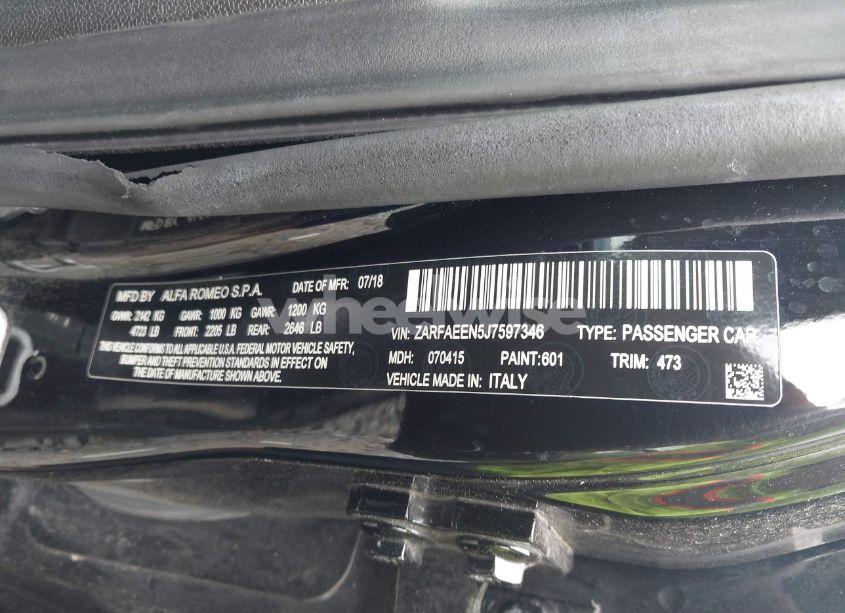 MFD BY ALFA ROMEO S.P.A. DATE OF MFR: 07/18
GVWR: 2142 KG GAWR: 1000 KG GAWR: 1200 KG
4723 LB FRONT: 2205 LB REAR: 2646 LB
THIS VEHICLE CONFORMS TO ALL APPLICABLE U.S.A. FEDERAL MOTOR VEHICLE SAFETY,
BUMPER AND THEFT PREVENTION STANDARDS IN EFFECT ON
THE DATE OF MANUFACTURE SHOWN ABOVE.
VIN: ZARFAEEN5J7597346 TYPE: PASSENGER CAR
MDH: 070415 PAINT:601 TRIM: 473
VEHICLE MADE IN: ITALY
wheelwise